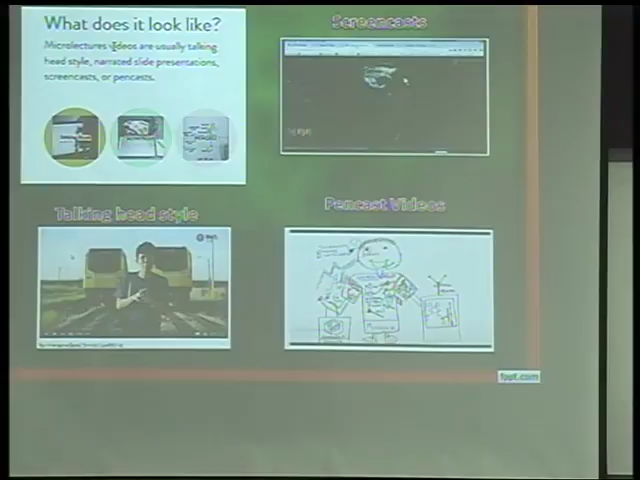 What does it look like?
Microlectures videos are usually talking
head style, narrated slide presentations,
screencasts, or pencasts.
Screencasts
Talking head style
Pencast Videos
fppt.com